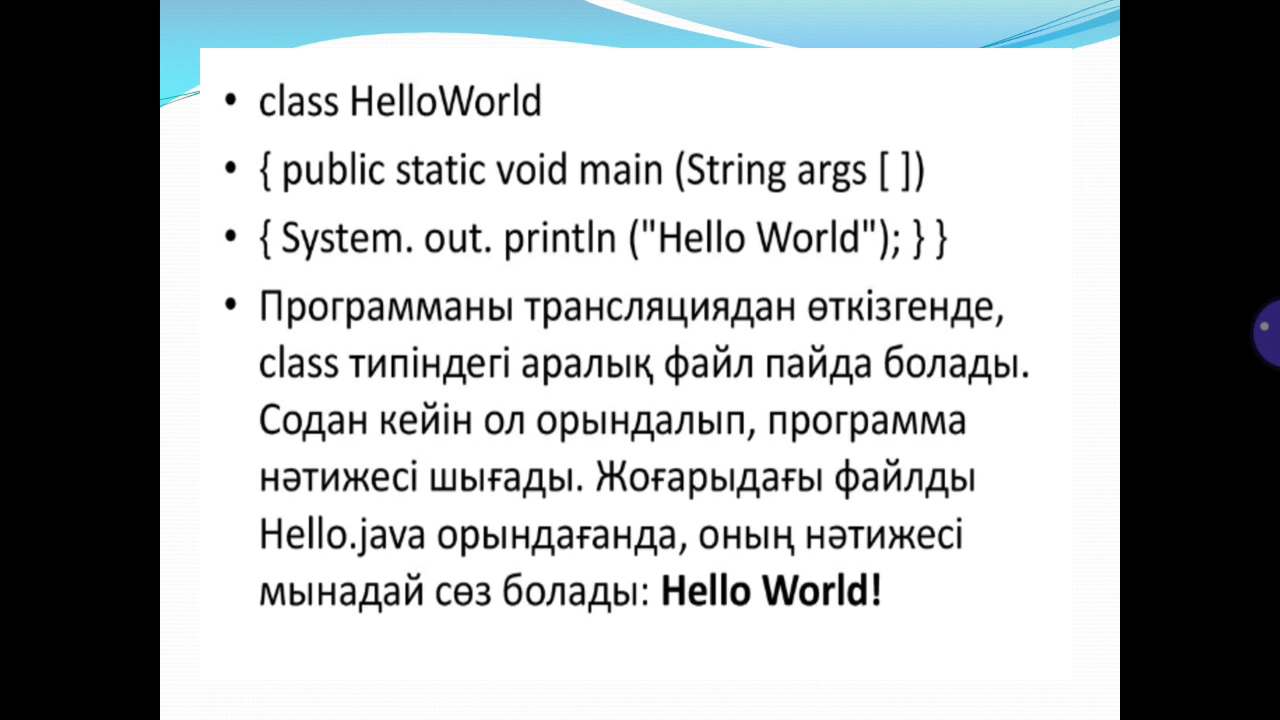 • class HelloWorld
• { public static void main (String args [ ])
• { System. out. println ("Hello World"); } }
• Программаны трансляциядан өткізгенде,
class типіндегі аралық файл пайда болады.
Содан кейін ол орындалып, программа
нәтижесі шығады. Жоғарыдағы файлды
Hello.java орындағанда, оның нәтижесі
мынадай сөз болады: Hello World!